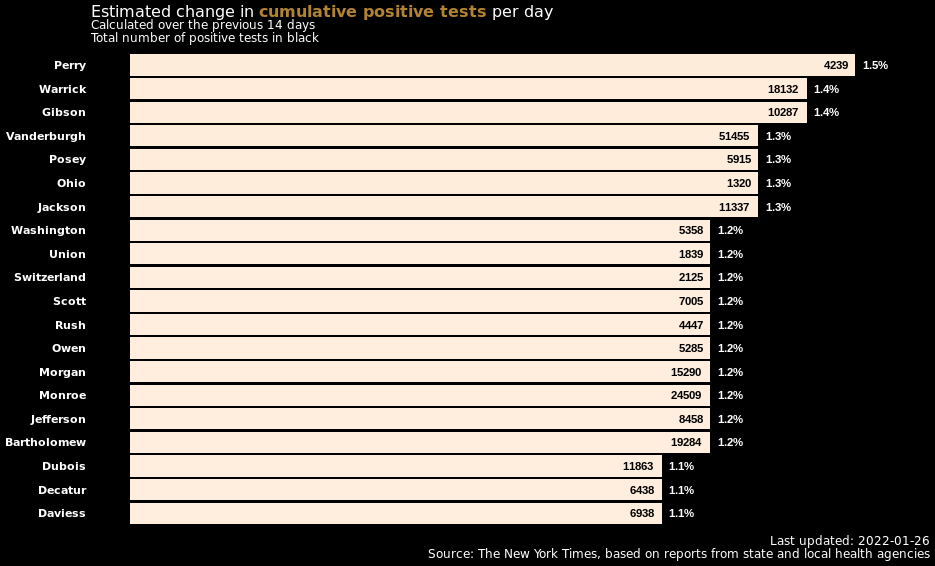 Estimated change in cumulative positive tests per day
Calculated over the previous 14 days
Total number of positive tests in black
Perry 4239 1.5%
Warrick 18132 1.4%
Gibson 10287 1.4%
Vanderburgh 51455 1.3%
Posey 5915 1.3%
Ohio 1320 1.3%
Jackson 11337 1.3%
Washington 5358 1.2%
Union 1839 1.2%
Switzerland 2125 1.2%
Scott 7005 1.2%
Rush 4447 1.2%
Owen 5285 1.2%
Morgan 15290 1.2%
Monroe 24509 1.2%
Jefferson 8458 1.2%
Bartholomew 19284 1.2%
Dubois 11863 1.1%
Decatur 6438 1.1%
Daviess 6938 1.1%
Last updated: 2022-01-26
Source: The New York Times, based on reports from state and local health agencies